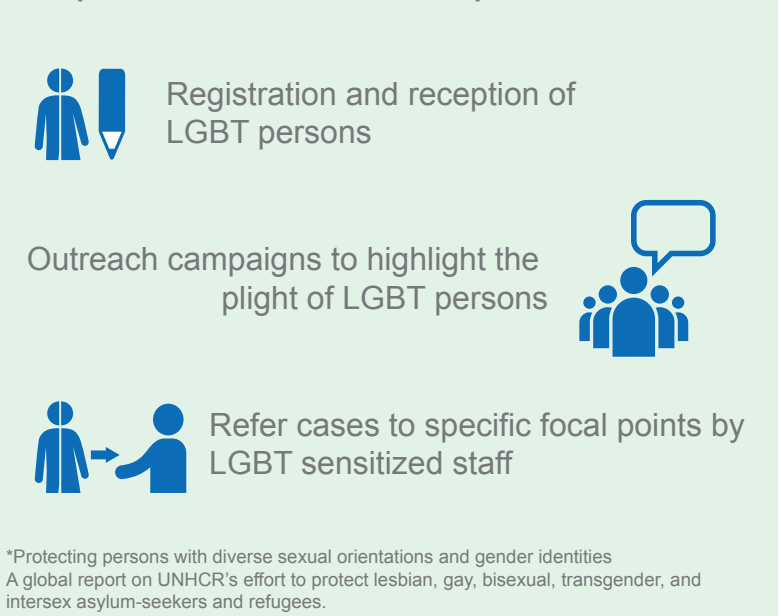 Registration and reception of
LGBT persons
Outreach campaigns to highlight the
plight of LGBT persons
Refer cases to specific focal points by
LGBT sensitized staff
*Protecting persons with diverse sexual orientations and gender identities
A global report on UNHCR's effort to protect lesbian, gay, bisexual, transgender, and
intersex asylum-seekers and refugees.